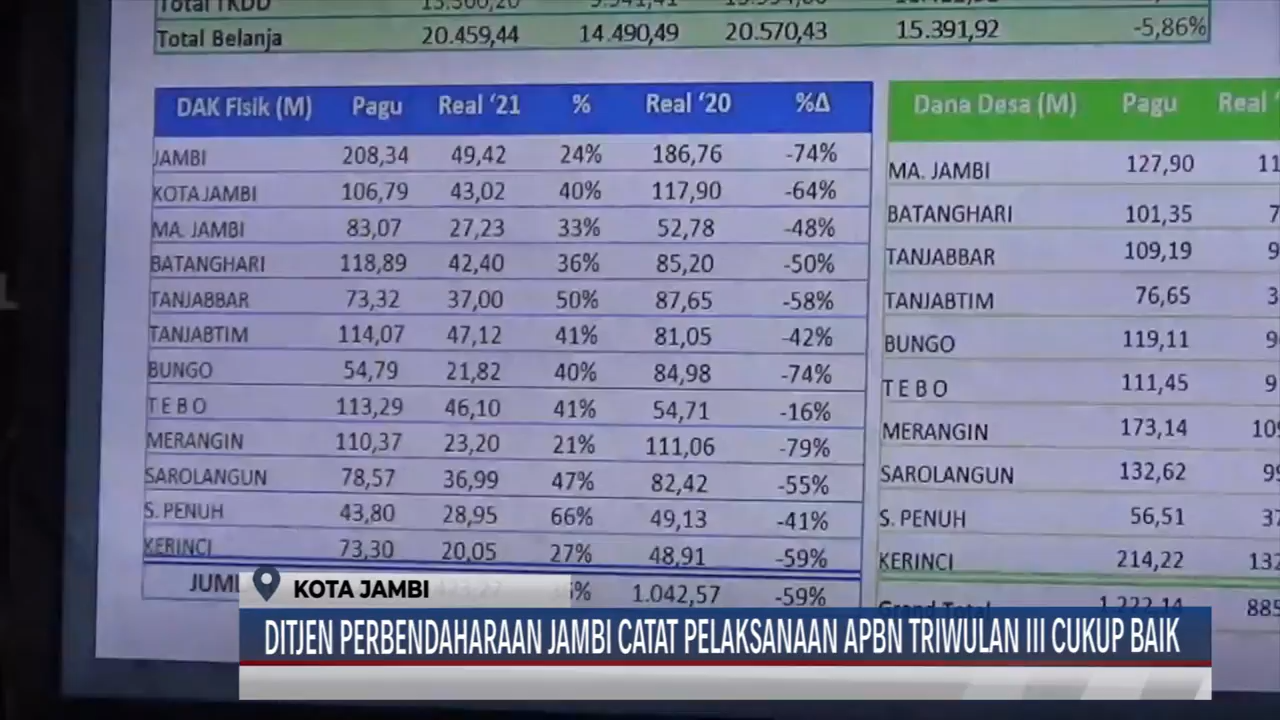 Total TKDD
Total Belanja 20.459,44 14.490,49 20.570,43 15.391,92 -5,86%
DAK Fisik (M) Pagu Real '21 % Real '20 %Δ
JAMBI 208,34 49,42 24% 186,76 -74%
KOTA JAMBI 106,79 43,02 40% 117,90 -64%
MA. JAMBI 83,07 27,23 33% 52,78 -48%
BATANGHARI 118,89 42,40 36% 85,20 -50%
TANJABBAR 73,32 37,00 50% 87,65 -58%
TANJABTIM 114,07 47,12 41% 81,05 -42%
BUNGO 54,79 21,82 40% 84,98 -74%
T E B O 113,29 46,10 41% 54,71 -16%
MERANGIN 110,37 23,20 21% 111,06 -79%
SAROLANGUN 78,57 36,99 47% 82,42 -55%
S. PENUH 43,80 28,95 66% 49,13 -41%
KERINCI 73,30 20,05 27% 48,91 -59%
1.042,57 -59%
Dana Desa (M) Pagu Real
MA. JAMBI 127,90
BATANGHARI 101,35
TANJABBAR 109,19
TANJABTIM 76,65
BUNGO 119,11
T E B O 111,45
MERANGIN 173,14
SAROLANGUN 132,62
S. PENUH 56,51
KERINCI 214,22
Grand Total 1.222,14
KOTA JAMBI
DITJEN PERBENDAHARAAN JAMBI CATAT PELAKSANAAN APBN TRIWULAN III CUKUP BAIK